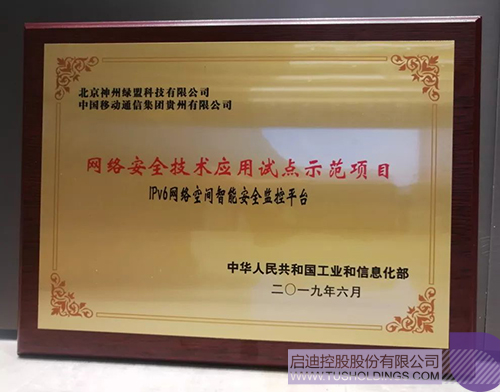 北京神州绿盟科技有限公司
中国移动通信集团贵州有限公司
网络安全技术应用试点示范项目
IPv6网络空间智能安全监控平台
中华人民共和国工业和信息化部
二〇一九年六月
启迪控股股份有限公司
WWW.TUSHOLDINGS.COM